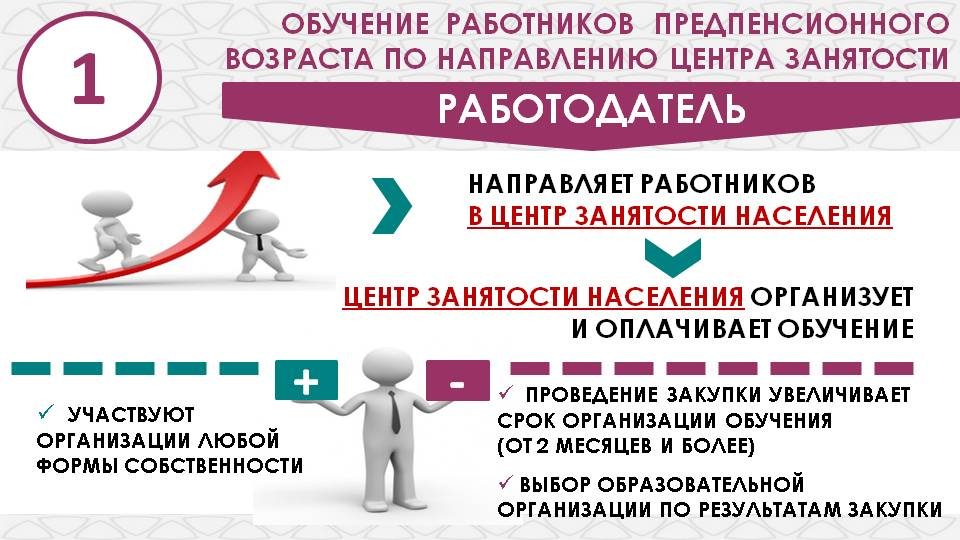 1
ОБУЧЕНИЕ РАБОТНИКОВ ПРЕДПЕНСИОННОГО
ВОЗРАСТА ПО НАПРАВЛЕНИЮ ЦЕНТРА ЗАНЯТОСТИ
РАБОТОДАТЕЛЬ
НАПРАВЛЯЕТ РАБОТНИКОВ
В ЦЕНТР ЗАНЯТОСТИ НАСЕЛЕНИЯ
ЦЕНТР ЗАНЯТОСТИ НАСЕЛЕНИЯ ОРГАНИЗУЕТ
И ОПЛАЧИВАЕТ ОБУЧЕНИЕ
+
✓ УЧАСТВУЮТ
ОРГАНИЗАЦИИ ЛЮБОЙ
ФОРМЫ СОБСТВЕННОСТИ
-
✓ ПРОВЕДЕНИЕ ЗАКУПКИ УВЕЛИЧИВАЕТ
СРОК ОРГАНИЗАЦИИ ОБУЧЕНИЯ
(ОТ 2 МЕСЯЦЕВ И БОЛЕЕ)
✓ ВЫБОР ОБРАЗОВАТЕЛЬНОЙ
ОРГАНИЗАЦИИ ПО РЕЗУЛЬТАТАМ ЗАКУПКИ